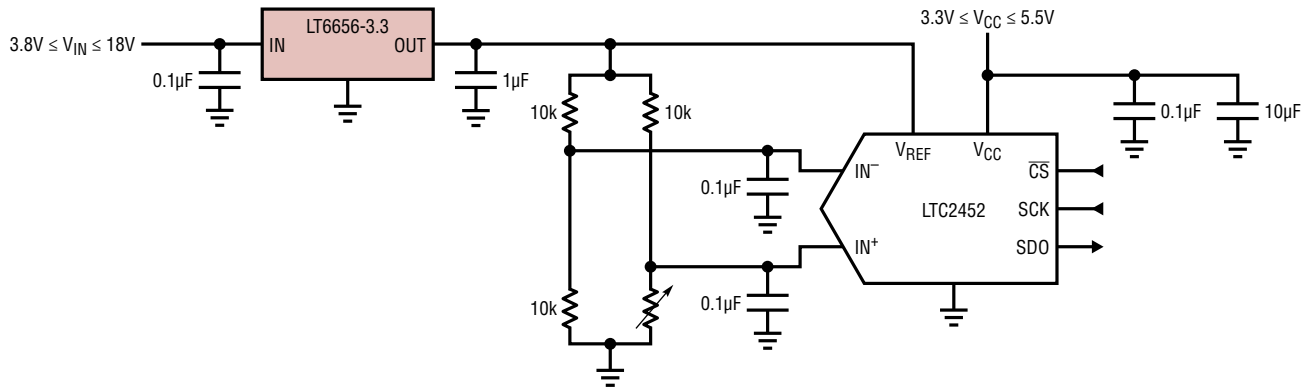 3.3V ≤ VCC ≤ 5.5V
LT6656-3.3
3.8V ≤ VIN ≤ 18V
IN
OUT
0.1µF
1µF
10k
10k
0.1µF
10µF
VREF
VCC
IN–
CS
0.1µF
LTC2452
SCK
IN+
SDO
10k
0.1µF